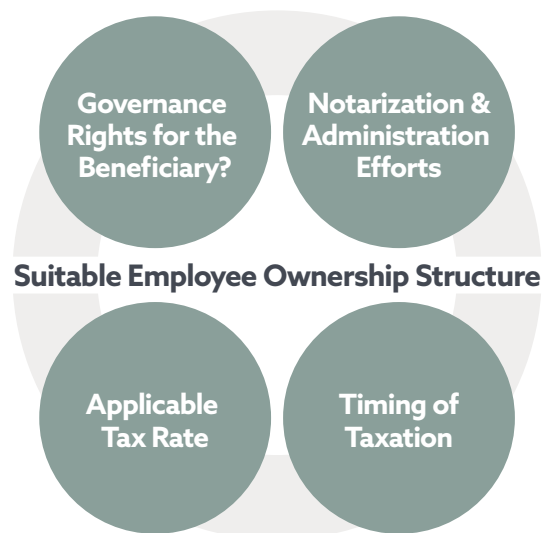 Governance
Rights for the
Beneficiary?
Notarization &
Administration
Efforts
Suitable Employee Ownership Structure
Applicable
Tax Rate
Timing of
Taxation